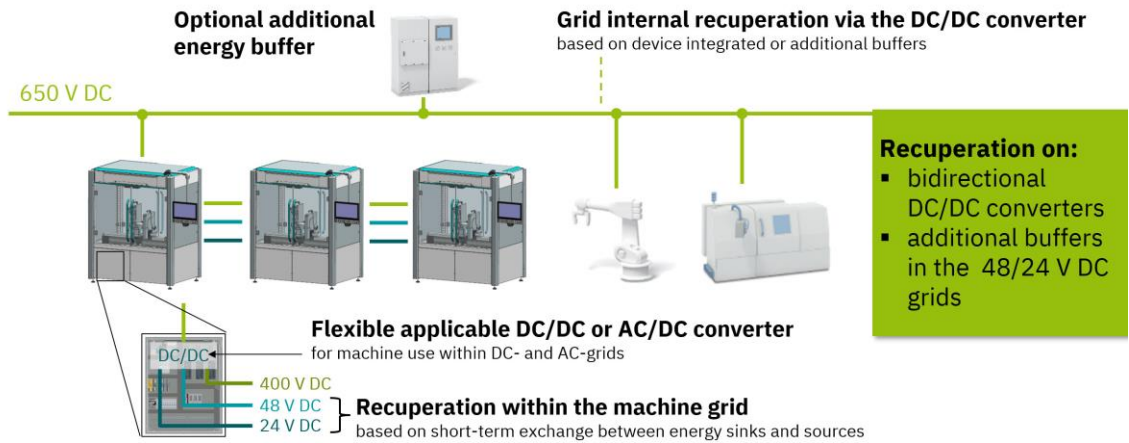 Optional additional
energy buffer
Grid internal recuperation via the DC/DC converter
based on device integrated or additional buffers
650 V DC
Recuperation on:
▪ bidirectional
DC/DC converters
▪ additional buffers
in the 48/24 V DC
grids
Flexible applicable DC/DC or AC/DC converter
for machine use within DC- and AC-grids
DC/DC
400 V DC
48 V DC
24 V DC
Recuperation within the machine grid
based on short-term exchange between energy sinks and sources